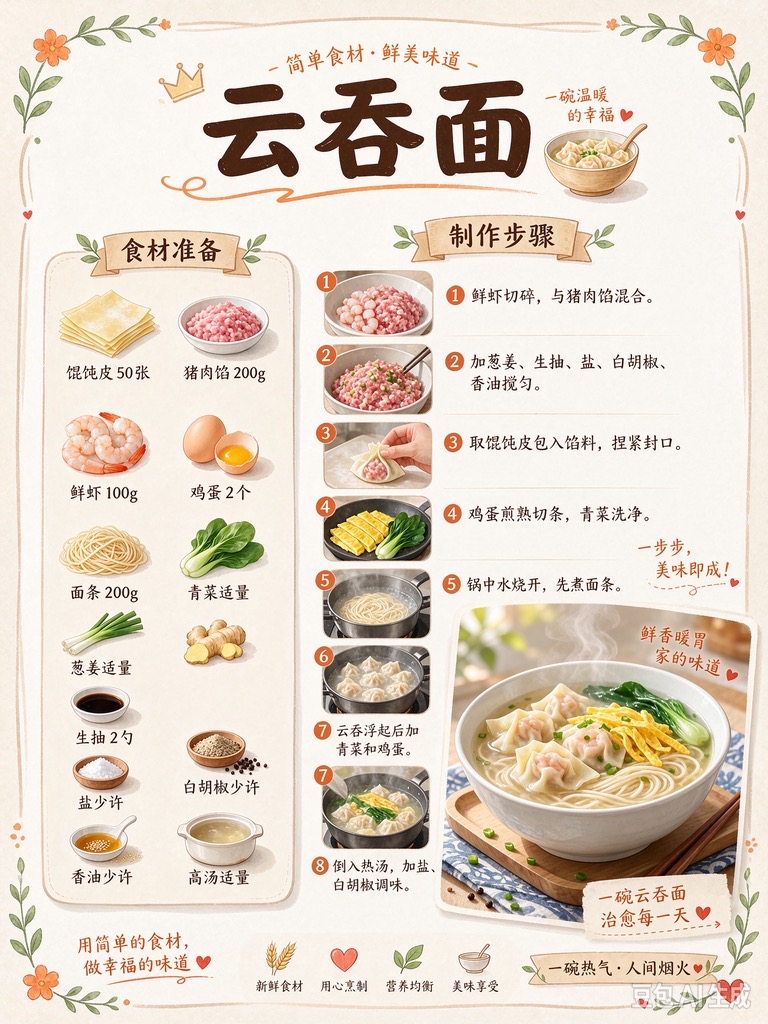 简单食材·鲜美味道
云吞面
一碗温暖
的幸福
食材准备
馄饨皮 50张
猪肉馅 200g
鲜虾 100g
鸡蛋 2个
面条 200g
青菜适量
葱姜适量
生抽 2勺
盐少许
白胡椒少许
香油少许
高汤适量
制作步骤
1
1 鲜虾切碎，与猪肉馅混合。
2
2 加葱姜、生抽、盐、白胡椒、
香油搅匀。
3
3 取馄饨皮包入馅料，捏紧封口。
4
4 鸡蛋煎熟切条，青菜洗净。
5
5 锅中水烧开，先煮面条。
6
7 云吞浮起后加
青菜和鸡蛋。
7
8 倒入热汤，加盐、
白胡椒调味。
一步步，
美味即成！
鲜香暖胃
家的味道
一碗云吞面
治愈每一天
用简单的食材，
做幸福的味道
新鲜食材
用心烹制
营养均衡
美味享受
一碗热气·人间烟火
豆包AI生成